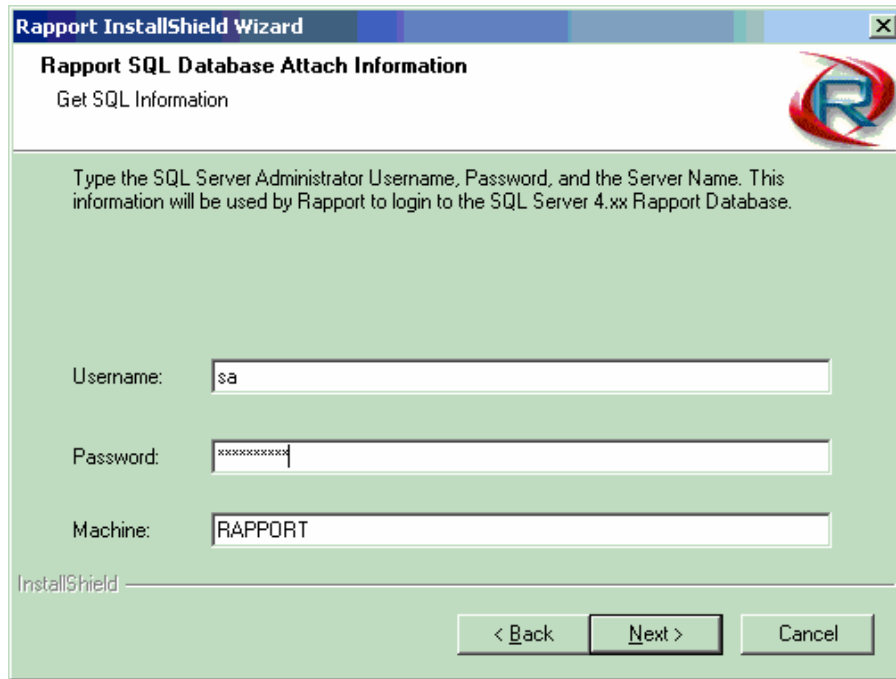 Rapport InstallShield Wizard
Rapport SQL Database Attach Information
Get SQL Information
R
Type the SQL Server Administrator Username, Password, and the Server Name. This
information will be used by Rapport to login to the SQL Server 4.xx Rapport Database.
Username: sa
Password: **********
Machine: RAPPORT
InstallShield
< Back Next > Cancel